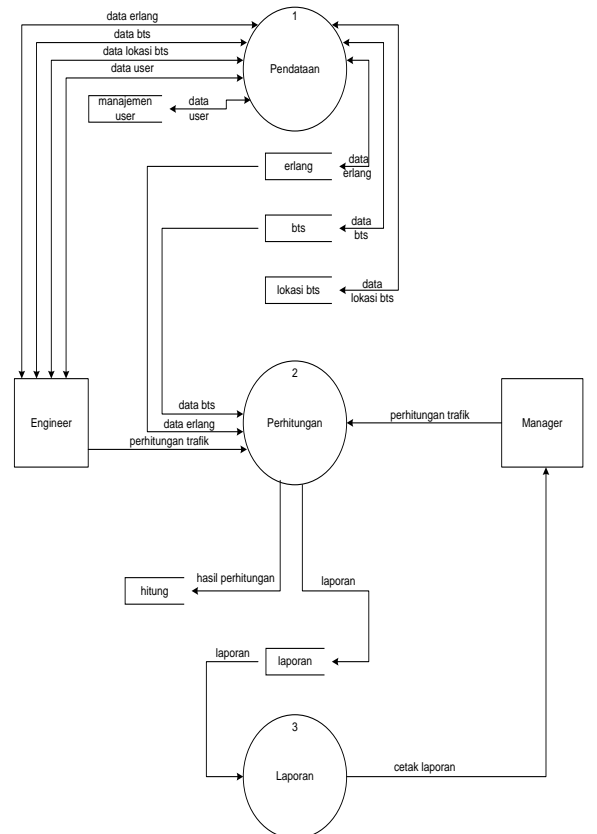 data erlang
1
data bts
data lokasi bts
data user
Pendataan
manajemen
user
data
user
erlang
data
erlang
bts
data
bts
lokasi bts
data
lokasi bts
2
Engineer
data bts
data erlang
perhitungan trafik
Perhitungan
perhitungan trafik
Manager
hasil perhitungan
laporan
hitung
laporan
laporan
3
Laporan
cetak laporan